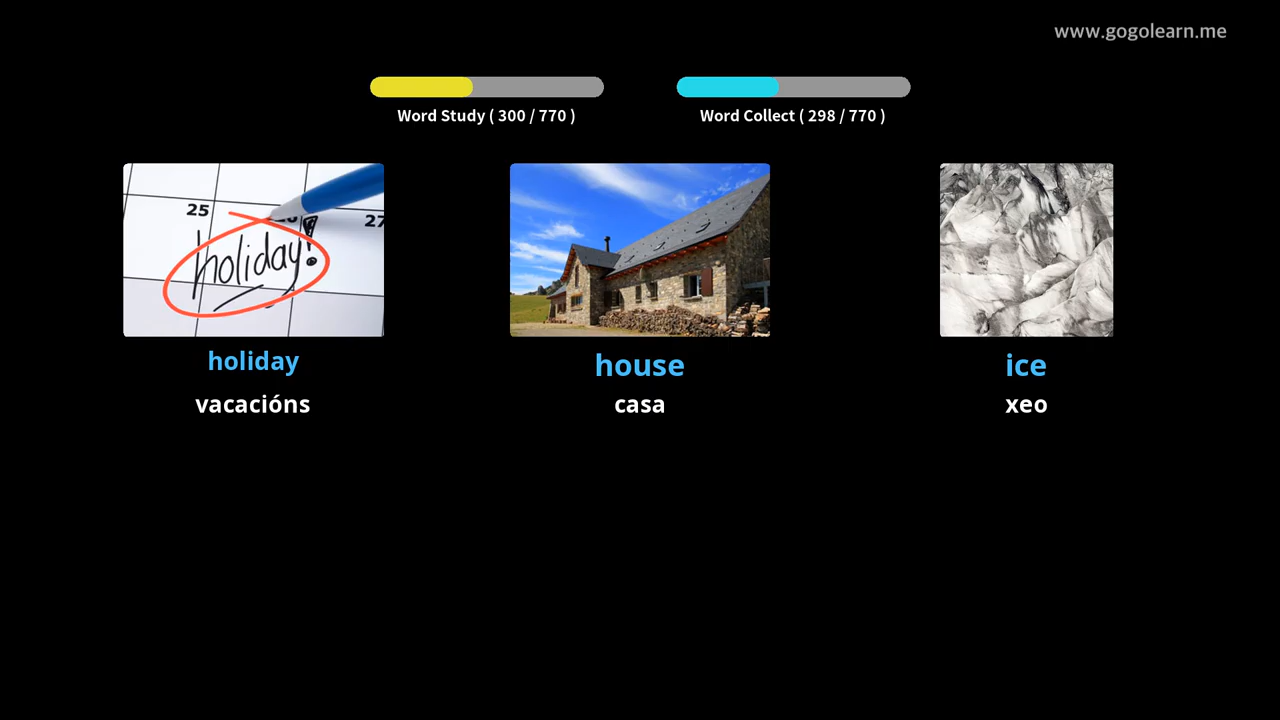 www.gogolearn.me
Word Study ( 300 / 770 )
Word Collect ( 298 / 770 )
25
27
holiday!
holiday
house
ice
vacacións
casa
xeo